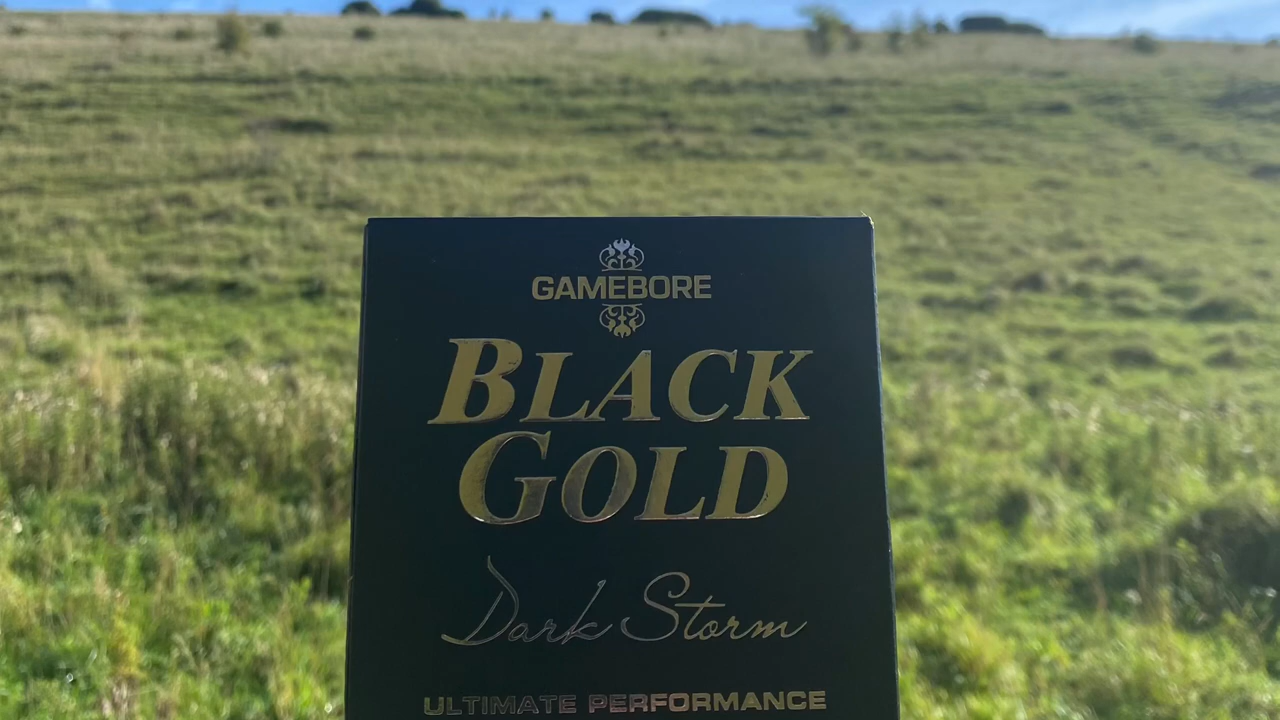 GAMEBORE
BLACK
GOLD
Dark Storm
ULTIMATE PERFORMANCE